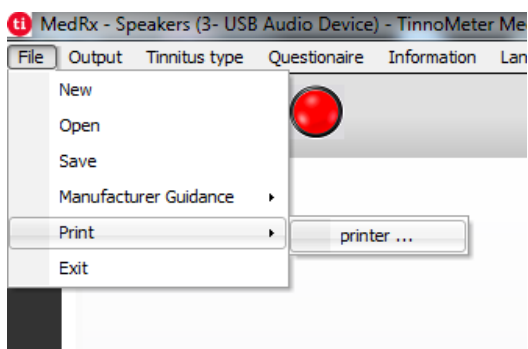 ti MedRx - Speakers (3- USB Audio Device) - TinnoMeter Me
File Output Tinnitus type Questionaire Information Lan
New
Open
Save
Manufacturer Guidance
Print
printer ...
Exit